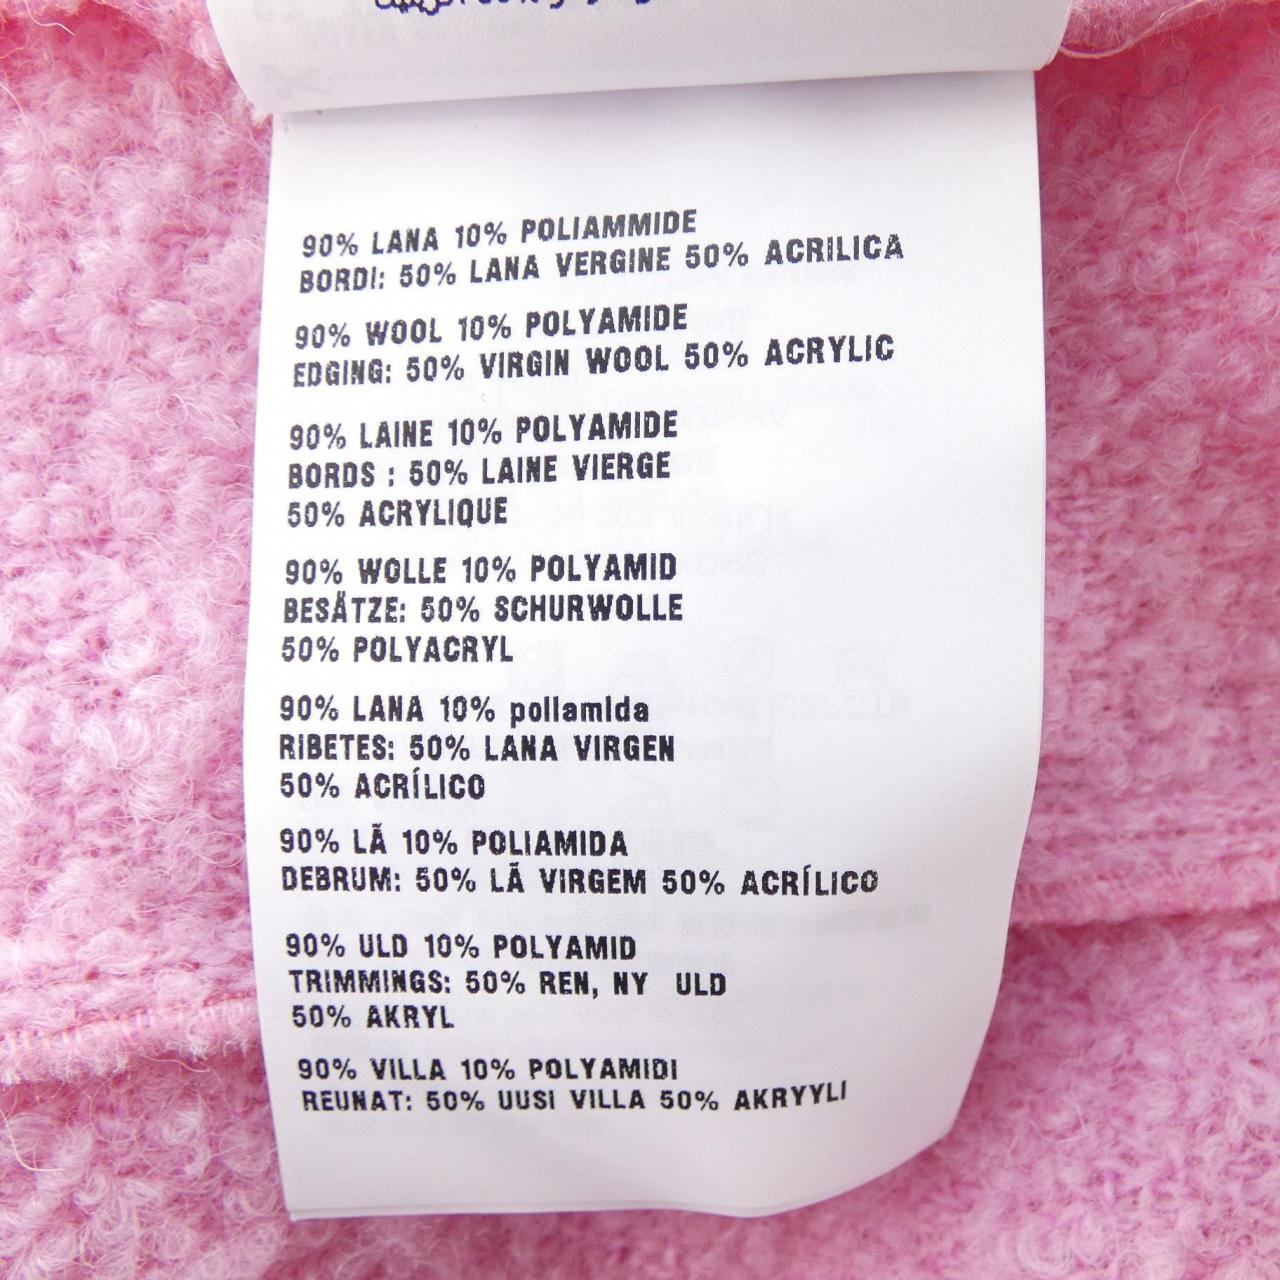 90% LANA 10% POLIAMMIDE
BORDI: 50% LANA VERGINE 50% ACRILICA
90% WOOL 10% POLYAMIDE
EDGING: 50% VIRGIN WOOL 50% ACRYLIC
90% LAINE 10% POLYAMIDE
BORDS : 50% LAINE VIERGE
50% ACRYLIQUE
90% WOLLE 10% POLYAMID
BESÄTZE: 50% SCHURWOLLE
50% POLYACRYL
90% LANA 10% poliamida
RIBETES: 50% LANA VIRGEN
50% ACRÍLICO
90% LÃ 10% POLIAMIDA
DEBRUM: 50% LÃ VIRGEM 50% ACRÍLICO
90% ULD 10% POLYAMID
TRIMMINGS: 50% REN, NY ULD
50% AKRYL
90% VILLA 10% POLYAMIDI
REUNAT: 50% UUSI VILLA 50% AKRYYLI